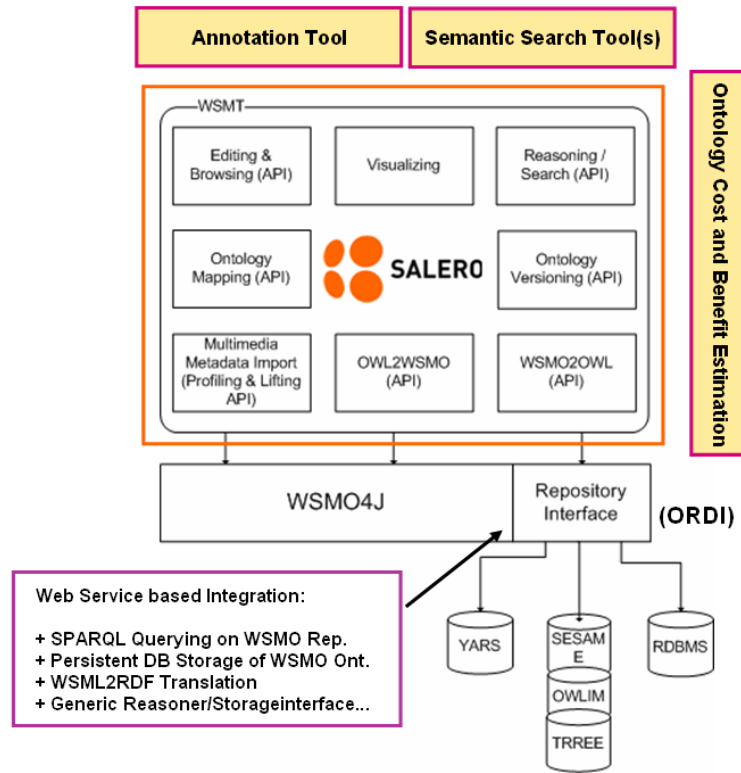 Annotation Tool
Semantic Search Tool(s)
WSMT
Editing &
Browsing (API)
Visualizing
Reasoning /
Search (API)
Ontology
Mapping (API)
SALERO
Ontology
Versioning (API)
Multimedia
Metadata Import
(Profiling & Lifting
API)
OWL2WSMO
(API)
WSMO2OWL
(API)
Ontology Cost and Benefit Estimation
WSMO4J
Repository
Interface
(ORDI)
Web Service based Integration:
+ SPARQL Querying on WSMO Rep.
+ Persistent DB Storage of WSMO Ont.
+ WSML2RDF Translation
+ Generic Reasoner/Storageinterface...
YARS
SESAM
E
OWLIM
TRREE
RDBMS